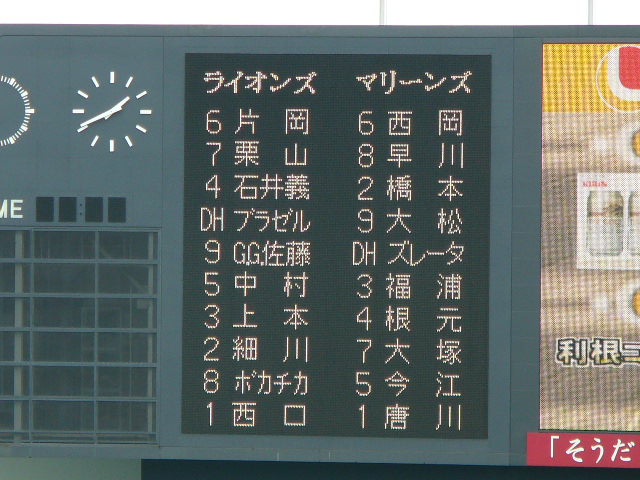 ライオンズ マリーンズ
6 片岡 6 西岡
7 栗山 8 早川
4 石井義 2 橋本
DH ブラゼル 9 大松
9 G.G.佐藤 DH ズレータ
5 中村 3 福浦
3 上本 4 根元
2 細川 7 大塚
8 ボカチカ 5 今江
1 西口 1 唐川
ME
KIRIN
利根コ
「そうだ